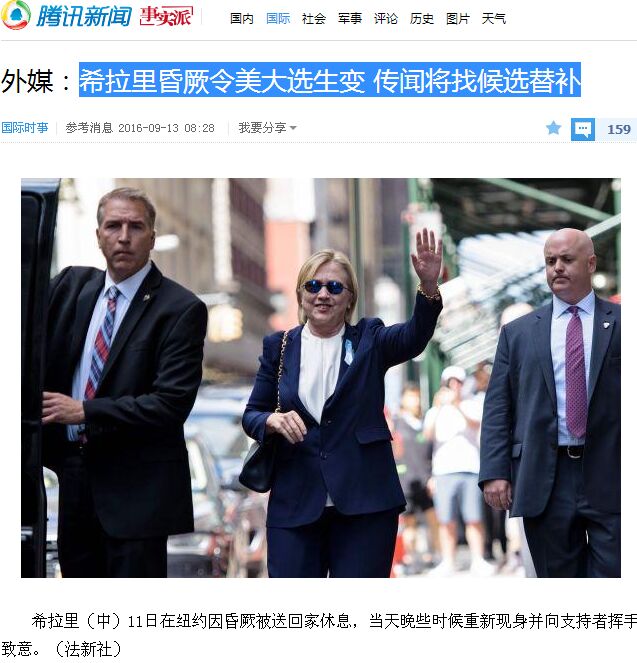 腾讯新闻 事实派 国内 国际 社会 军事 评论 历史 图片 天气
外媒：希拉里昏厥令美大选生变 传闻将找候选替补
国际时事 参考消息 2016-09-13 08:28 我要分享 159
希拉里（中）11日在纽约因昏厥被送回家休息，当天晚些时候重新现身并向支持者挥手
致意。（法新社）